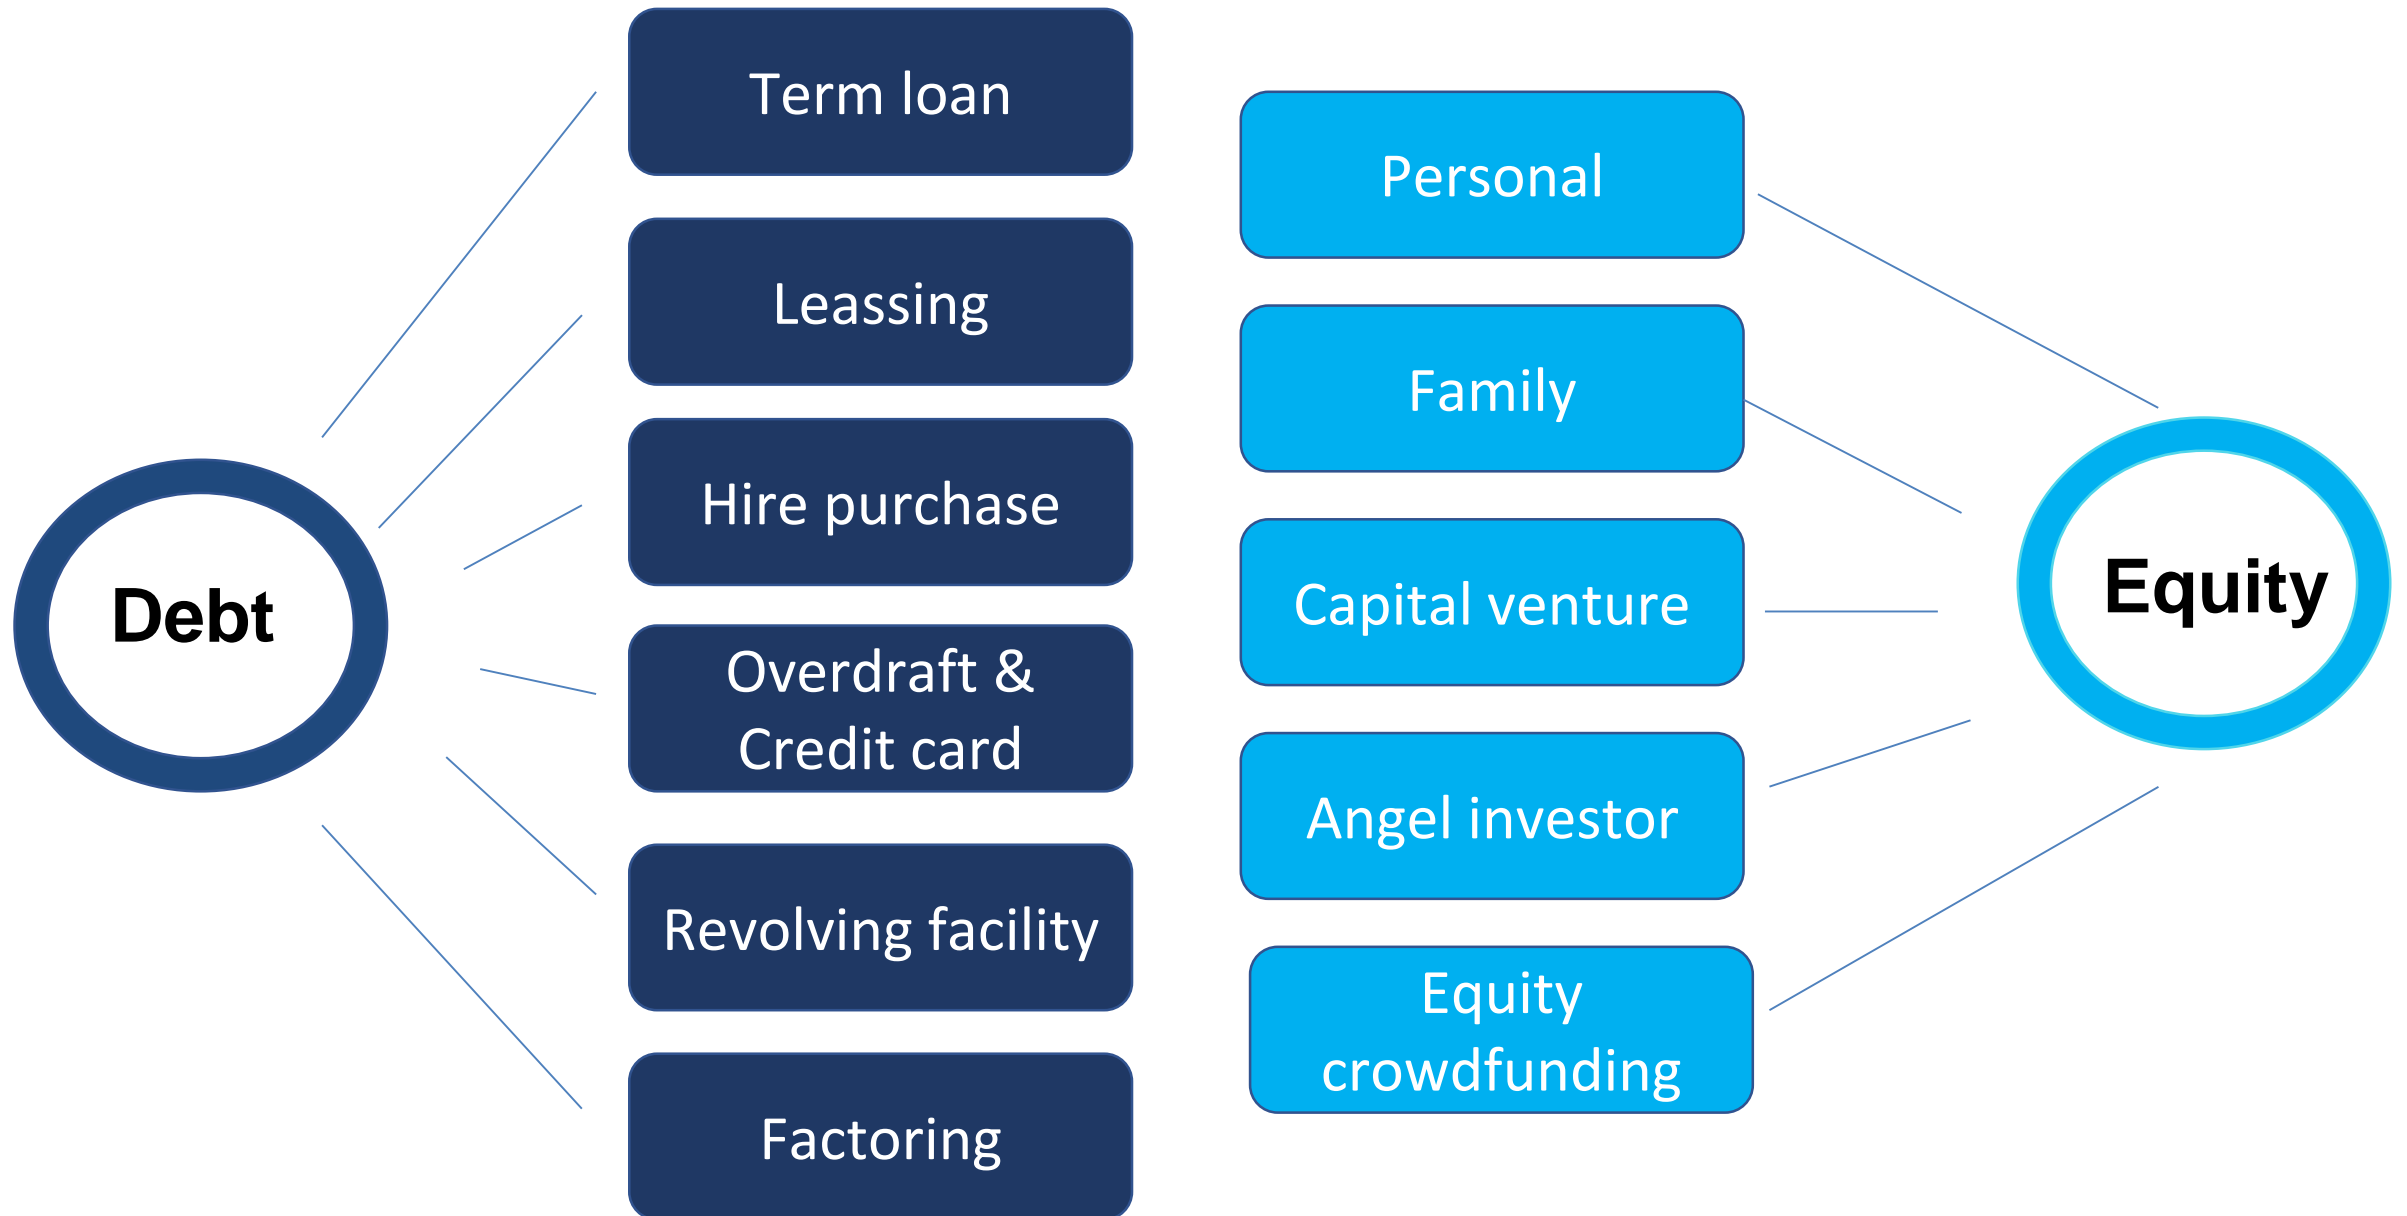 Debt
Term loan
Leassing
Hire purchase
Overdraft &
Credit card
Revolving facility
Factoring
Personal
Family
Capital venture
Angel investor
Equity
crowdfunding
Equity